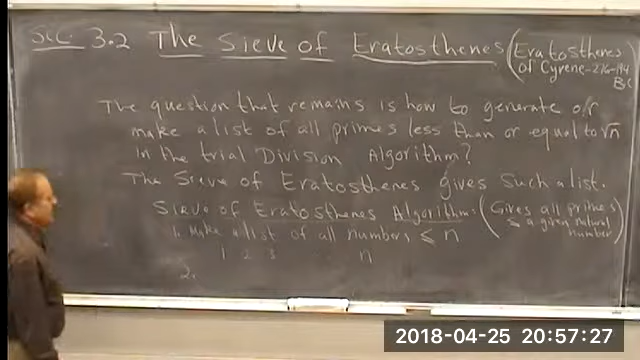 Sec. 3.2 The Sieve of Eratosthenes (Eratosthenes
of Cyrene-276-194
BC)
The question that remains is how to generate or
make a list of all primes less than or equal to √n
in the trial Division Algorithm?
The Sieve of Eratosthenes gives such a list.
Sieve of Eratosthenes Algorithm: (Gives all primes
≤ a given natural
number)
1. Make a list of all numbers ≤ n
1 2 3 n
2.
2018-04-25 20:57:27